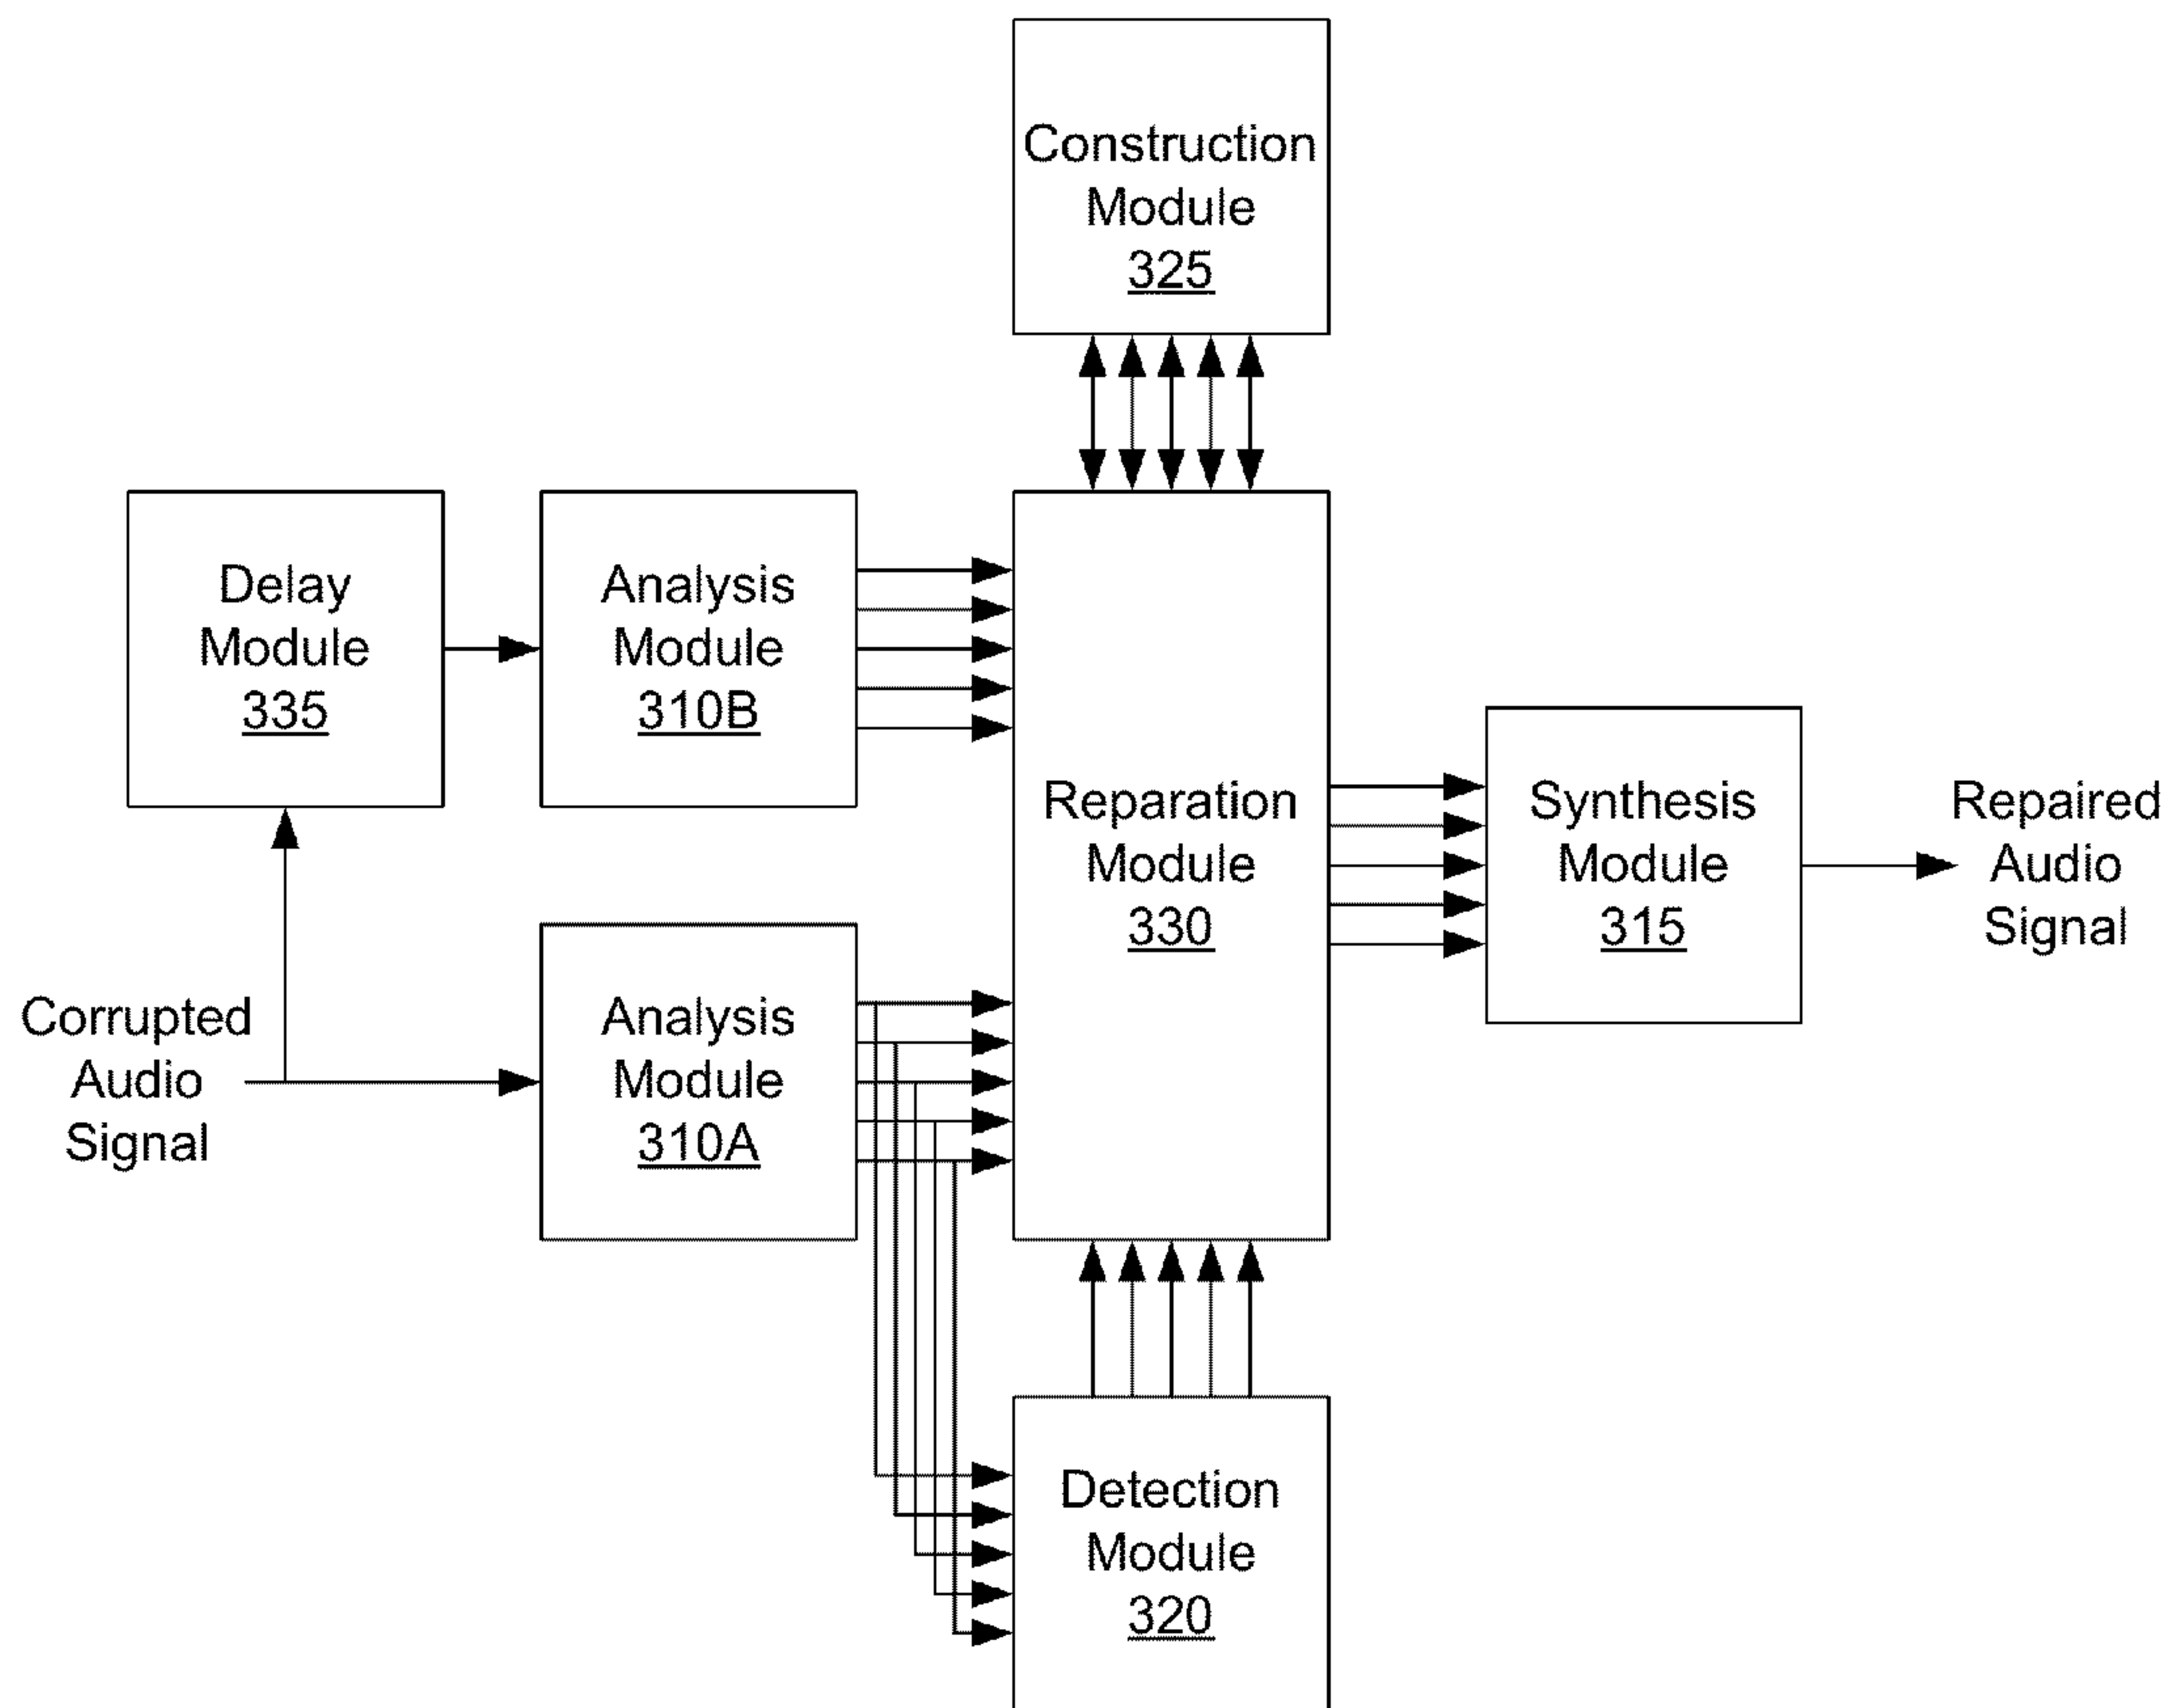 Construction
Module
325
Delay
Module
335
Analysis
Module
310B
Reparation
Module
330
Synthesis
Module
315
Repaired
Audio
Signal
Corrupted
Audio
Signal
Analysis
Module
310A
Detection
Module
320